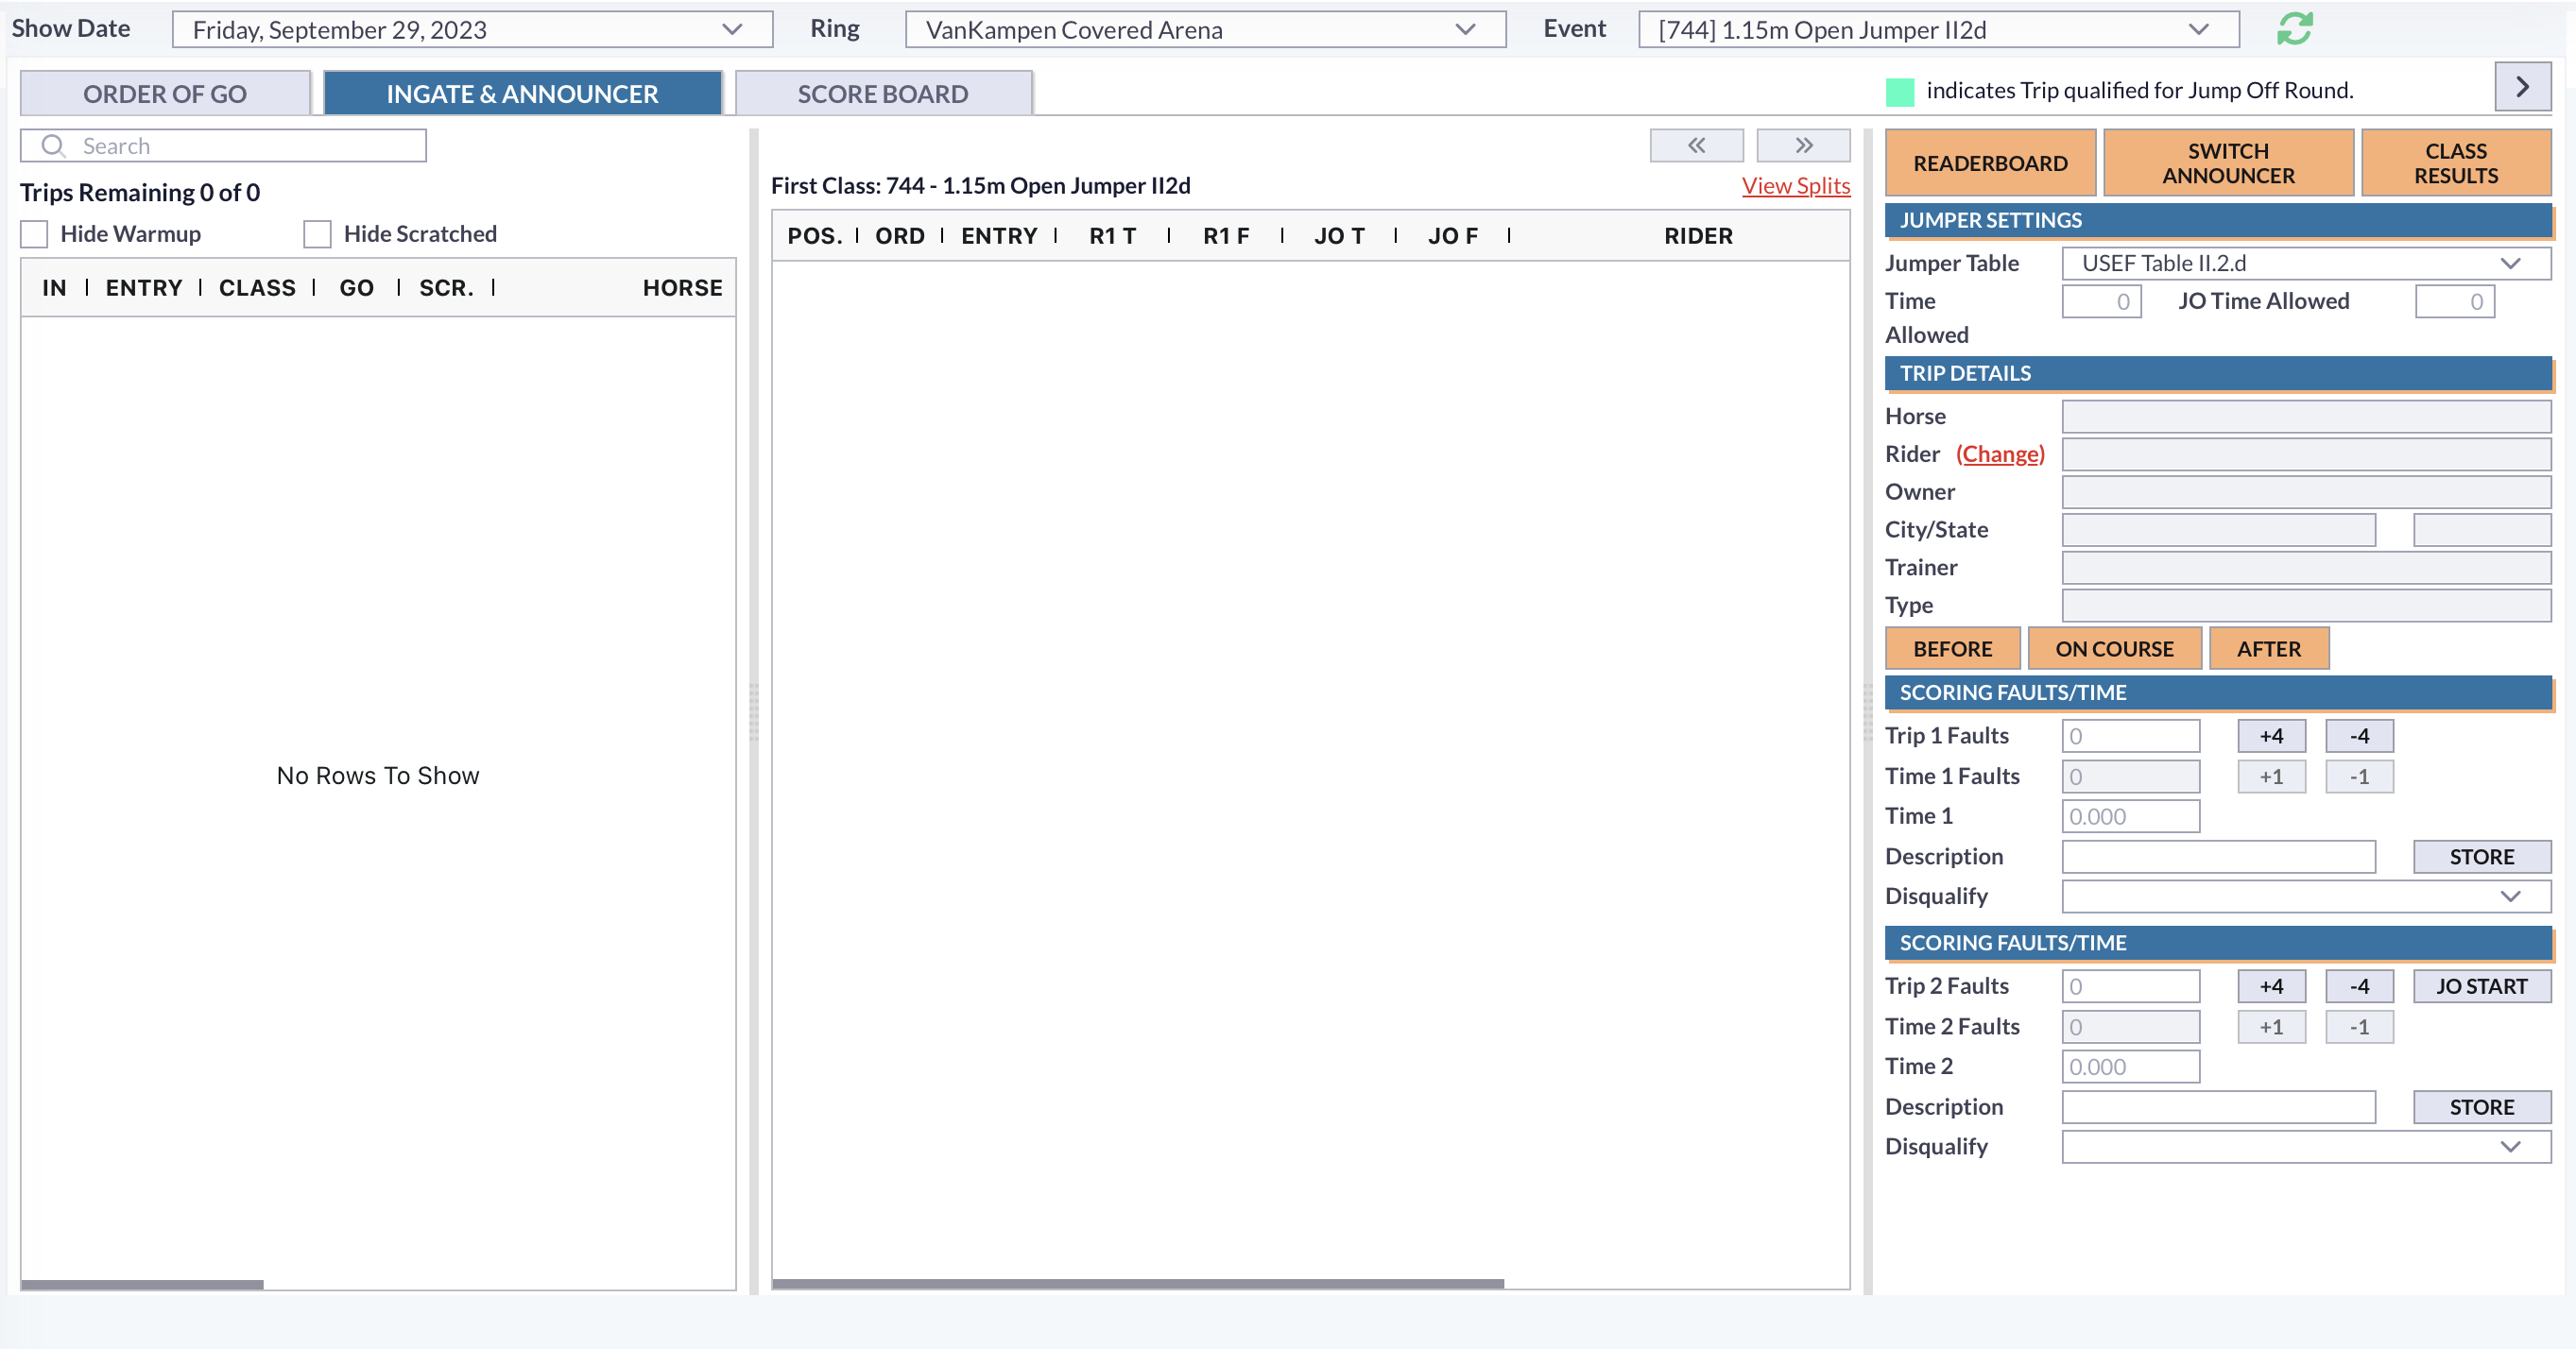 Show Date Friday, September 29, 2023 Ring VanKampen Covered Arena Event [744] 1.15m Open Jumper II2d
ORDER OF GO INGATE & ANNOUNCER SCORE BOARD indicates Trip qualified for Jump Off Round.
Search
Trips Remaining 0 of 0
Hide Warmup Hide Scratched
IN ENTRY CLASS GO SCR. HORSE
No Rows To Show
First Class: 744 - 1.15m Open Jumper II2d View Splits
POS. ORD ENTRY R1 T R1 F JO T JO F RIDER
READERBOARD SWITCH ANNOUNCER CLASS RESULTS
JUMPER SETTINGS
Jumper Table USEF Table II.2.d
Time Allowed 0 JO Time Allowed 0
TRIP DETAILS
Horse
Rider (Change)
Owner
City/State
Trainer
Type
BEFORE ON COURSE AFTER
SCORING FAULTS/TIME
Trip 1 Faults 0 +4 -4
Time 1 Faults 0 +1 -1
Time 1 0.000
Description STORE
Disqualify
SCORING FAULTS/TIME
Trip 2 Faults 0 +4 -4 JO START
Time 2 Faults 0 +1 -1
Time 2 0.000
Description STORE
Disqualify